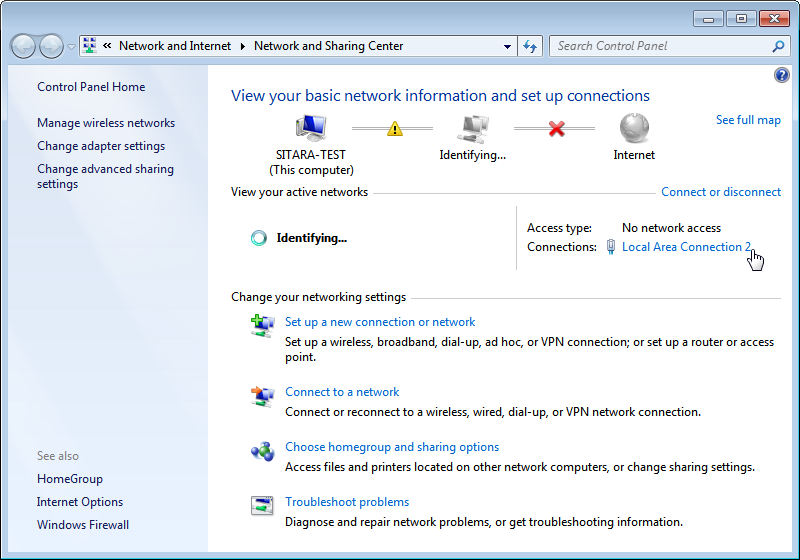 « Network and Internet ▸ Network and Sharing Center
Search Control Panel
Control Panel Home
Manage wireless networks
Change adapter settings
Change advanced sharing
settings
See also
HomeGroup
Internet Options
Windows Firewall
View your basic network information and set up connections
See full map
SITARA-TEST
(This computer)
Identifying...
Internet
View your active networks
Connect or disconnect
Identifying...
Access type: No network access
Connections: Local Area Connection 2
Change your networking settings
Set up a new connection or network
Set up a wireless, broadband, dial-up, ad hoc, or VPN connection; or set up a router or access
point.
Connect to a network
Connect or reconnect to a wireless, wired, dial-up, or VPN network connection.
Choose homegroup and sharing options
Access files and printers located on other network computers, or change sharing settings.
Troubleshoot problems
Diagnose and repair network problems, or get troubleshooting information.